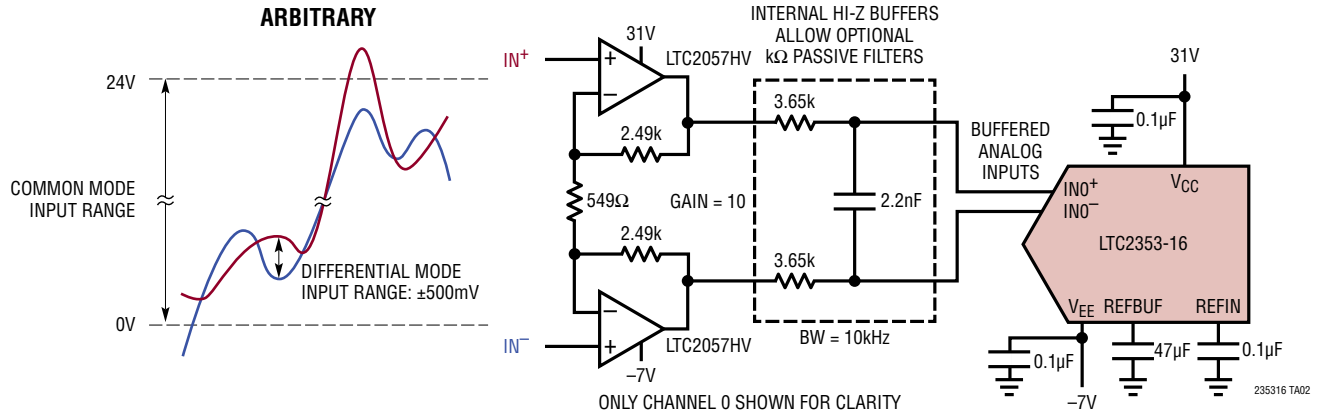 ARBITRARY
24V
COMMON MODE
INPUT RANGE
0V
DIFFERENTIAL MODE
INPUT RANGE: ±500mV
IN+
IN–
31V
LTC2057HV
2.49k
549Ω
GAIN = 10
2.49k
LTC2057HV
–7V
INTERNAL HI-Z BUFFERS
ALLOW OPTIONAL
kΩ PASSIVE FILTERS
3.65k
2.2nF
3.65k
BW = 10kHz
BUFFERED
ANALOG
INPUTS
31V
0.1µF
VCC
IN0+
IN0–
LTC2353-16
VEE REFBUF REFIN
0.1µF
47µF
0.1µF
–7V
ONLY CHANNEL 0 SHOWN FOR CLARITY
235316 TA02